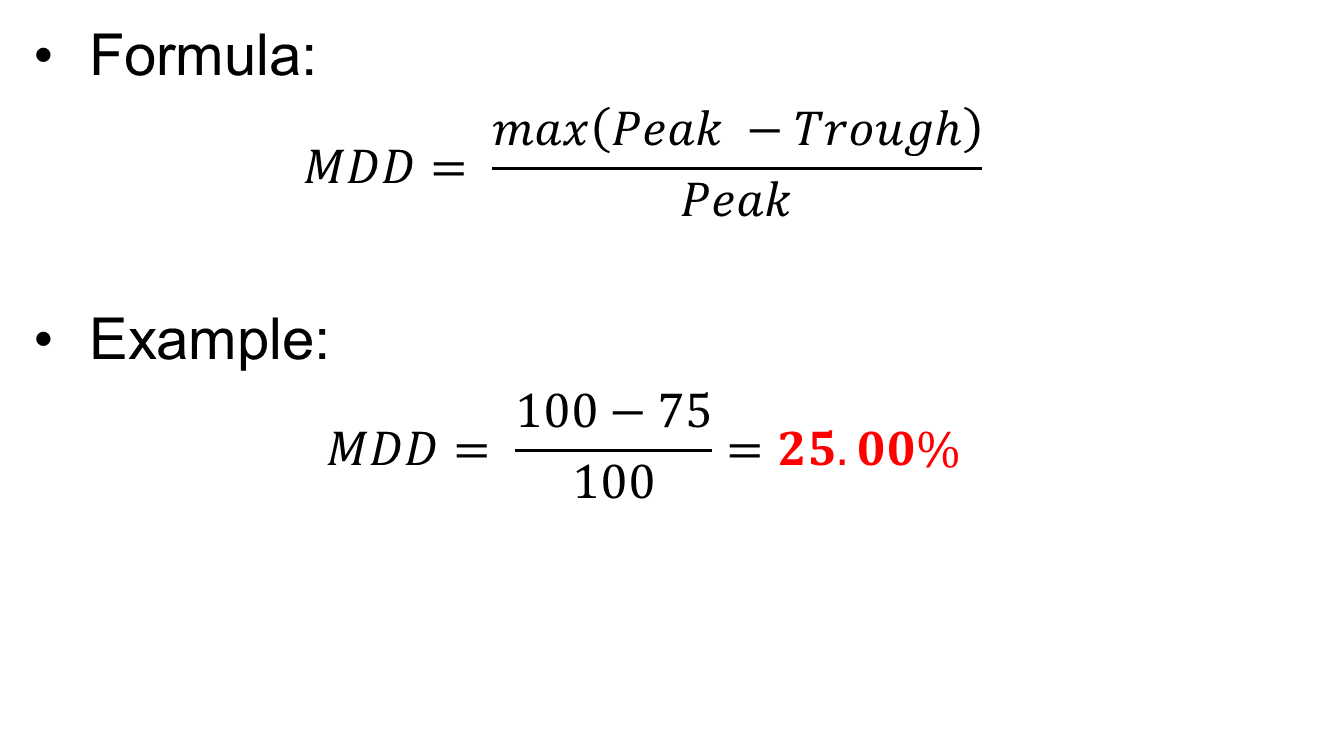 • Formula:
MDD = max(Peak − Trough) / Peak
• Example:
MDD = 100 − 75 / 100 = 25.00%